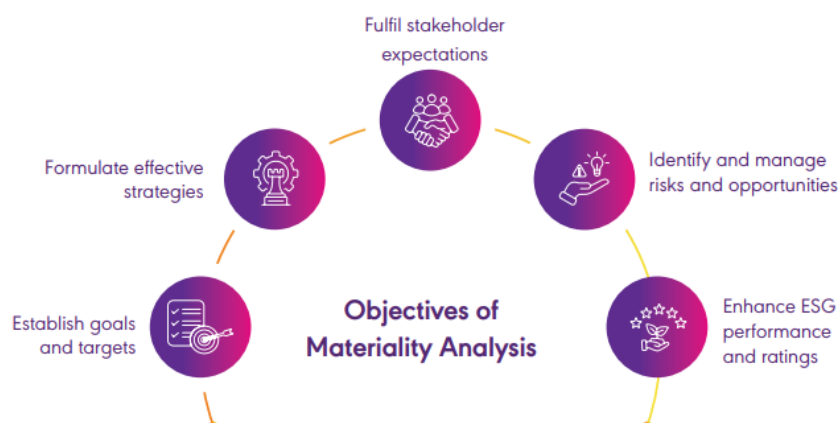 Fulfil stakeholder
expectations
Formulate effective
strategies
Identify and manage
risks and opportunities
Establish goals
and targets
Objectives of
Materiality Analysis
Enhance ESG
performance
and ratings